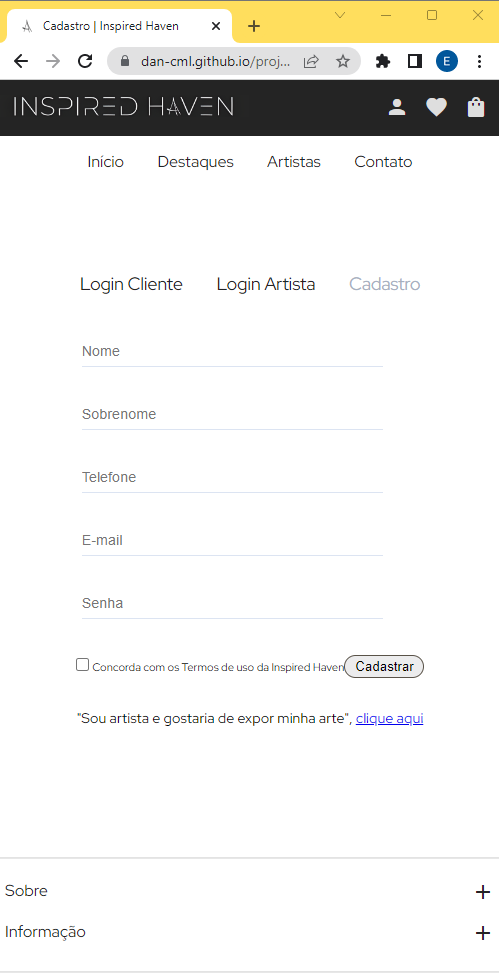 Cadastro | Inspired Haven
dan-cml.github.io/proj...
E
INSPIRED HAVEN
Início Destaques Artistas Contato
Login Cliente Login Artista Cadastro
Nome
Sobrenome
Telefone
E-mail
Senha
Concorda com os Termos de uso da Inspired Haven Cadastrar
"Sou artista e gostaria de expor minha arte", clique aqui
Sobre
Informação